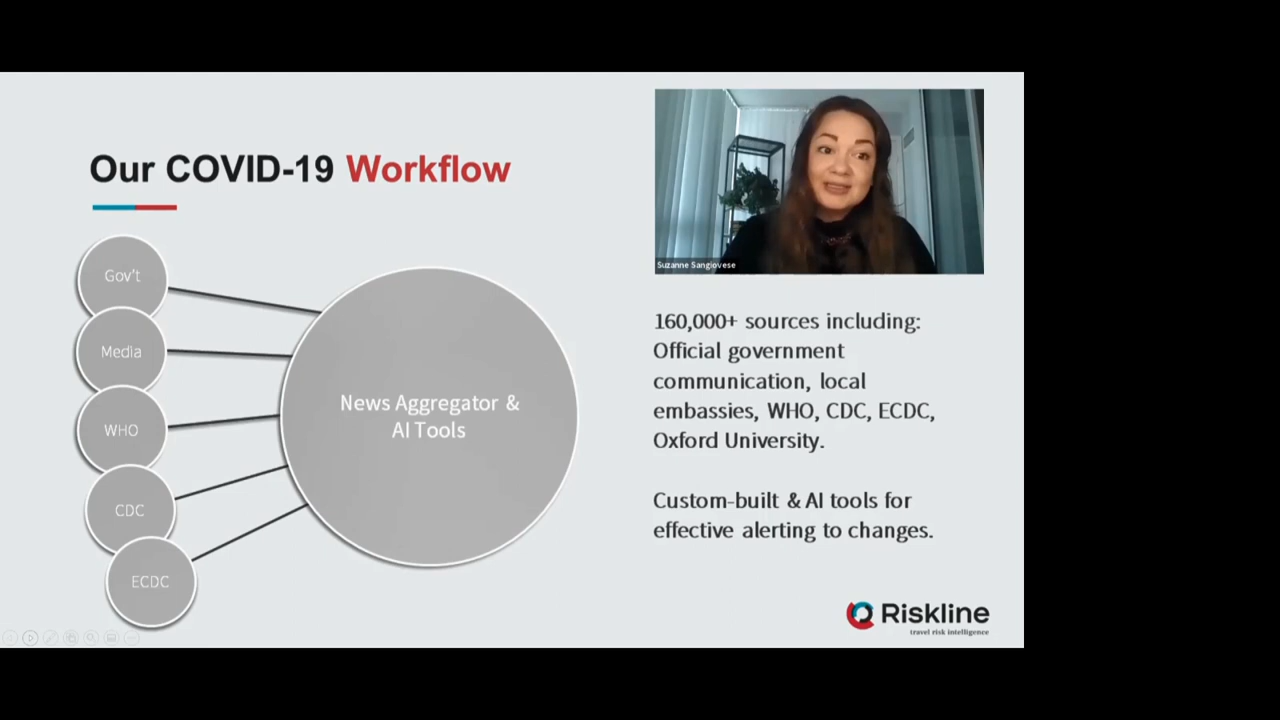 Our COVID-19 Workflow
Gov't
Media
WHO
CDC
ECDC
News Aggregator &
AI Tools
Suzanne Sangiovese
160,000+ sources including:
Official government
communication, local
embassies, WHO, CDC, ECDC,
Oxford University.
Custom-built & AI tools for
effective alerting to changes.
Riskline
travel risk intelligence